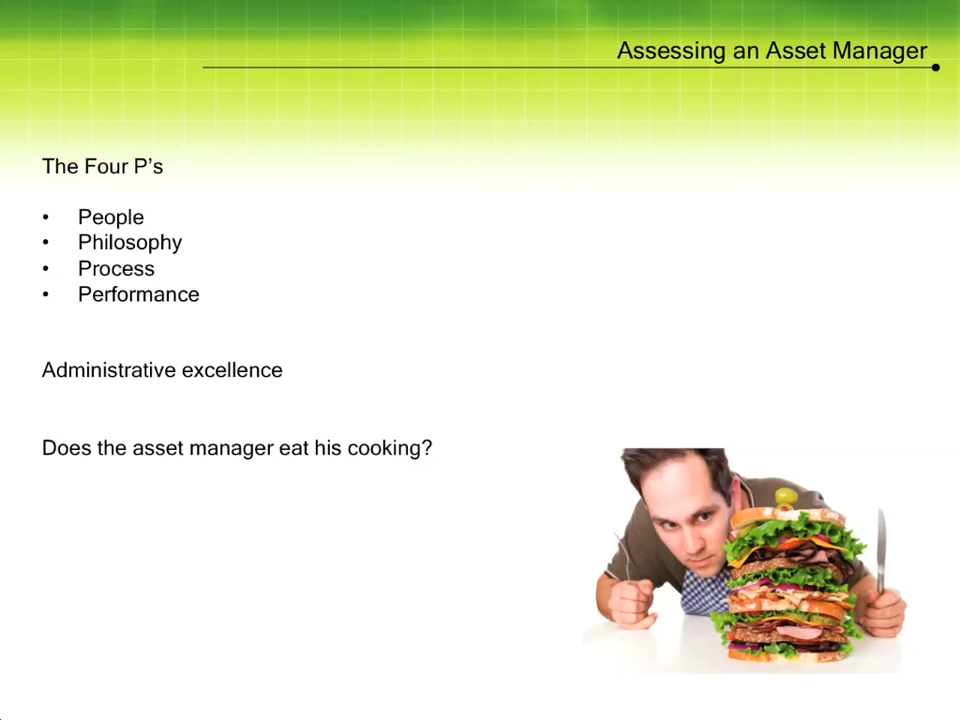 Assessing an Asset Manager
The Four P’s
• People
• Philosophy
• Process
• Performance
Administrative excellence
Does the asset manager eat his cooking?